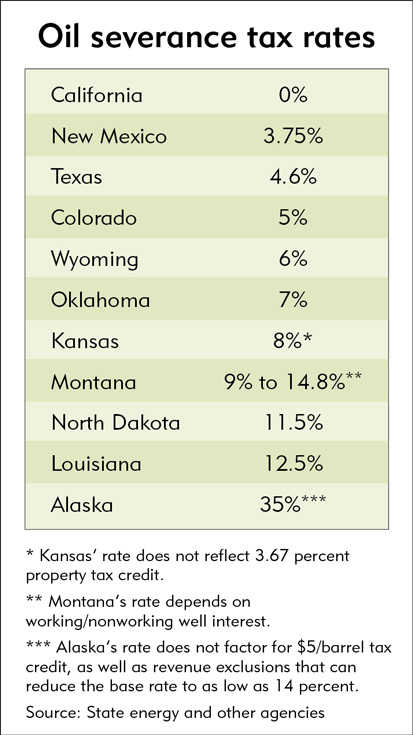 Oil severance tax rates
California 0%
New Mexico 3.75%
Texas 4.6%
Colorado 5%
Wyoming 6%
Oklahoma 7%
Kansas 8%*
Montana 9% to 14.8%**
North Dakota 11.5%
Louisiana 12.5%
Alaska 35%***
* Kansas‘ rate does not reflect 3.67 percent
property tax credit.
** Montana‘s rate depends on
working/nonworking well interest.
*** Alaska‘s rate does not factor for $5/barrel tax
credit, as well as revenue exclusions that can
reduce the base rate to as low as 14 percent.
Source: State energy and other agencies